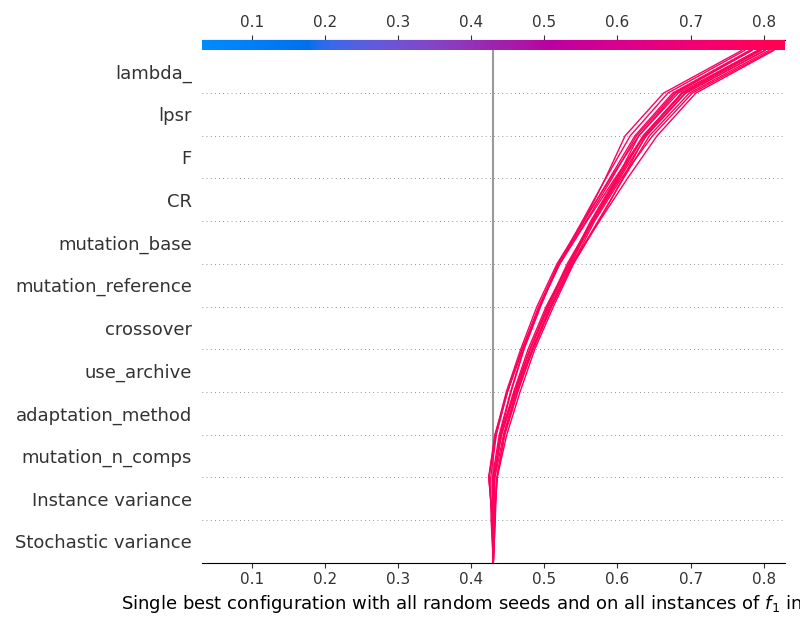 0.1 0.2 0.3 0.4 0.5 0.6 0.7 0.8
lambda_
lpsr
F
CR
mutation_base
mutation_reference
crossover
use_archive
adaptation_method
mutation_n_comps
Instance variance
Stochastic variance
0.1 0.2 0.3 0.4 0.5 0.6 0.7 0.8
Single best configuration with all random seeds and on all instances of f₁ in